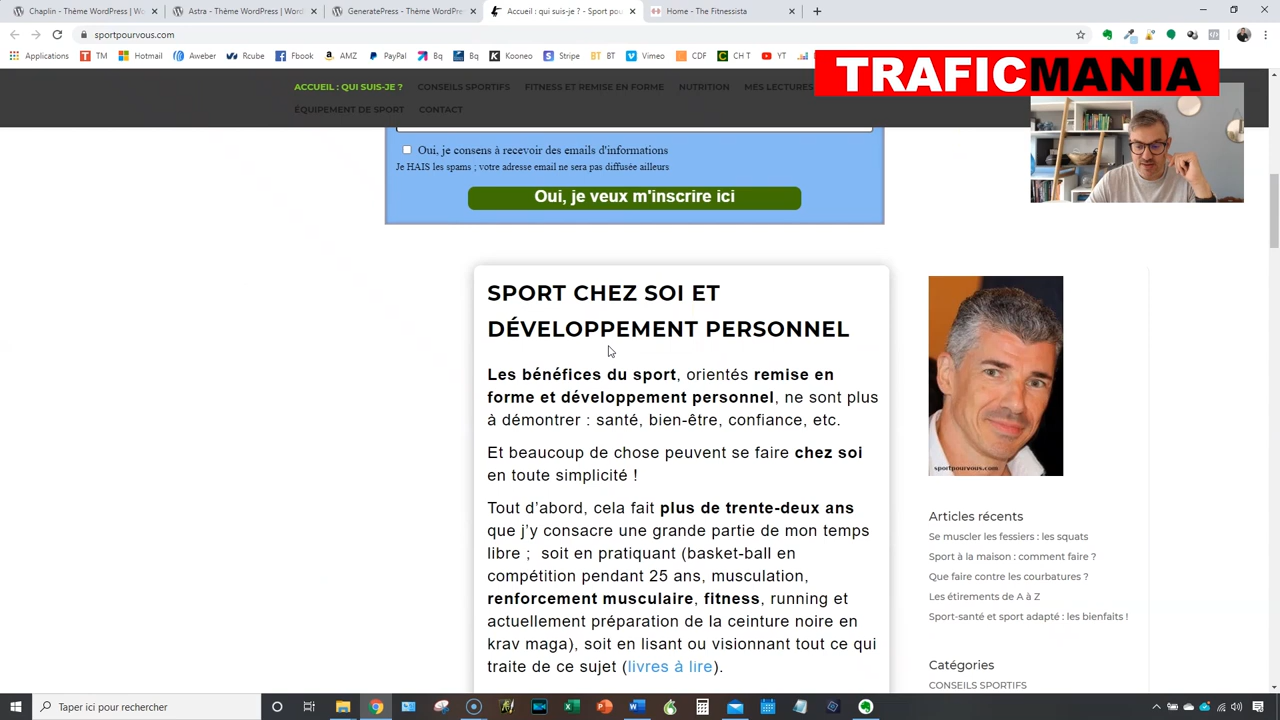 Chaplin - Thème WordPress | Wo
Astra - Thème WordPress | Word
GeneratePress - Thème WordPres
Accueil : qui suis-je ? - Sport pou
Home - The Fitnessista
sportpourvous.com
Applications
TM
Hotmail
Aweber
Rcube
Fbook
AMZ
PayPal
Bq
Bq
Kooneo
Stripe
BT
BT
Vimeo
CDF
CH T
YT
TRAFICMANIA
ACCUEIL : QUI SUIS-JE ?
CONSEILS SPORTIFS
FITNESS ET REMISE EN FORME
NUTRITION
MES LECTURES
ÉQUIPEMENT DE SPORT
CONTACT
Oui, je consens à recevoir des emails d'informations
Je HAIS les spams ; votre adresse email ne sera pas diffusée ailleurs
Oui, je veux m'inscrire ici
SPORT CHEZ SOI ET
DÉVELOPPEMENT PERSONNEL
Les bénéfices du sport, orientés remise en
forme et développement personnel, ne sont plus
à démontrer : santé, bien-être, confiance, etc.
Et beaucoup de chose peuvent se faire chez soi
en toute simplicité !
Tout d'abord, cela fait plus de trente-deux ans
que j'y consacre une grande partie de mon temps
libre ; soit en pratiquant (basket-ball en
compétition pendant 25 ans, musculation,
renforcement musculaire, fitness, running et
actuellement préparation de la ceinture noire en
krav maga), soit en lisant ou visionnant tout ce qui
traite de ce sujet (livres à lire).
sportpourvous.com
Articles récents
Se muscler les fessiers : les squats
Sport à la maison : comment faire ?
Que faire contre les courbatures ?
Les étirements de A à Z
Sport-santé et sport adapté : les bienfaits !
Catégories
CONSEILS SPORTIFS
Taper ici pour rechercher